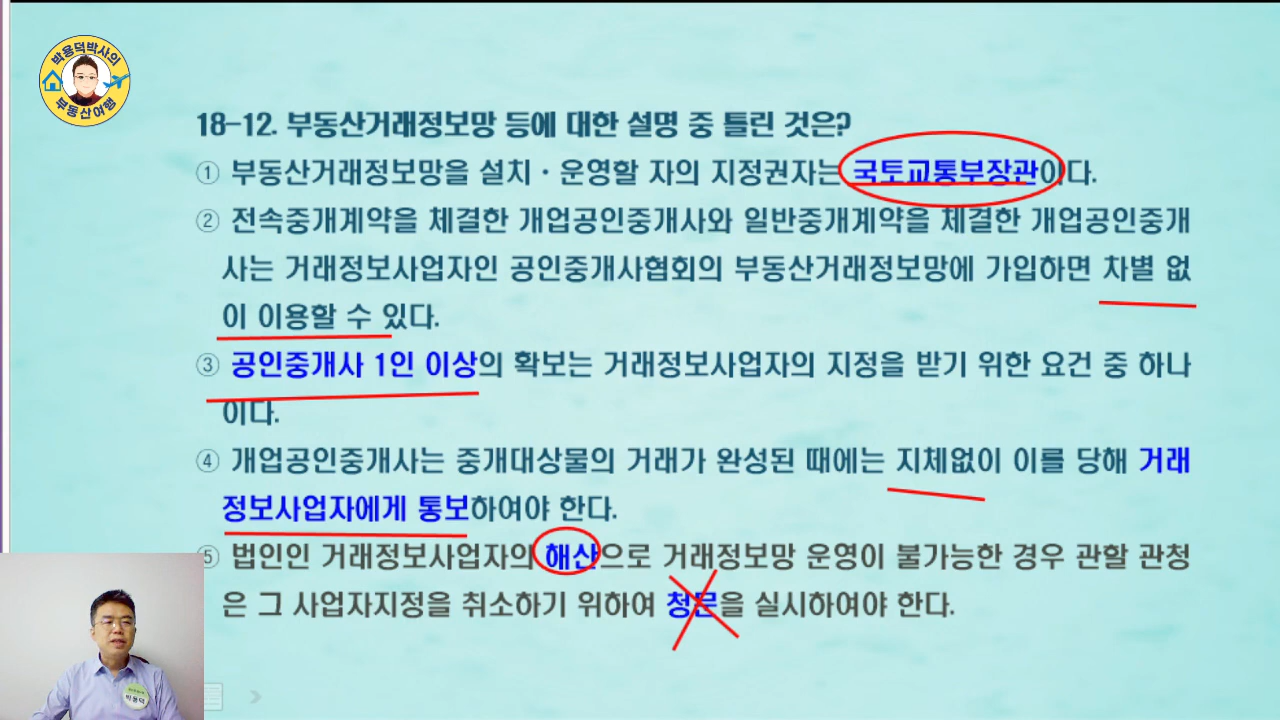 박용덕박사의
부동산여행
18-12. 부동산거래정보망 등에 대한 설명 중 틀린 것은?
① 부동산거래정보망을 설치·운영할 자의 지정권자는 국토교통부장관이다.
② 전속중개계약을 체결한 개업공인중개사와 일반중개계약을 체결한 개업공인중개
사는 거래정보사업자인 공인중개사협회의 부동산거래정보망에 가입하면 차별 없
이 이용할 수 있다.
③ 공인중개사 1인 이상의 확보는 거래정보사업자의 지정을 받기 위한 요건 중 하나
이다.
④ 개업공인중개사는 중개대상물의 거래가 완성된 때에는 지체없이 이를 당해 거래
정보사업자에게 통보하여야 한다.
⑤ 법인인 거래정보사업자의 해산으로 거래정보망 운영이 불가능한 경우 관할 관청
은 그 사업자지정을 취소하기 위하여 청문을 실시하여야 한다.
박용덕